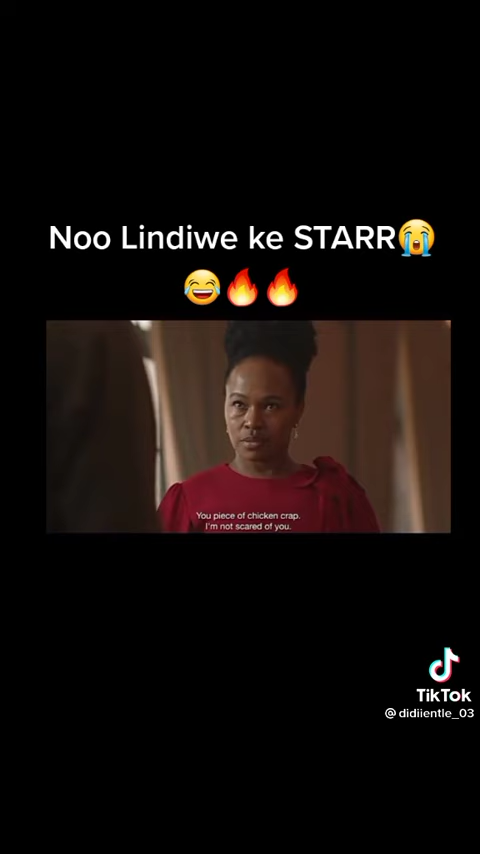 Noo Lindiwe ke STARR😭
😂🔥🔥
You piece of chicken crap.
I'm not scared of you.
TikTok
@didiientle_03